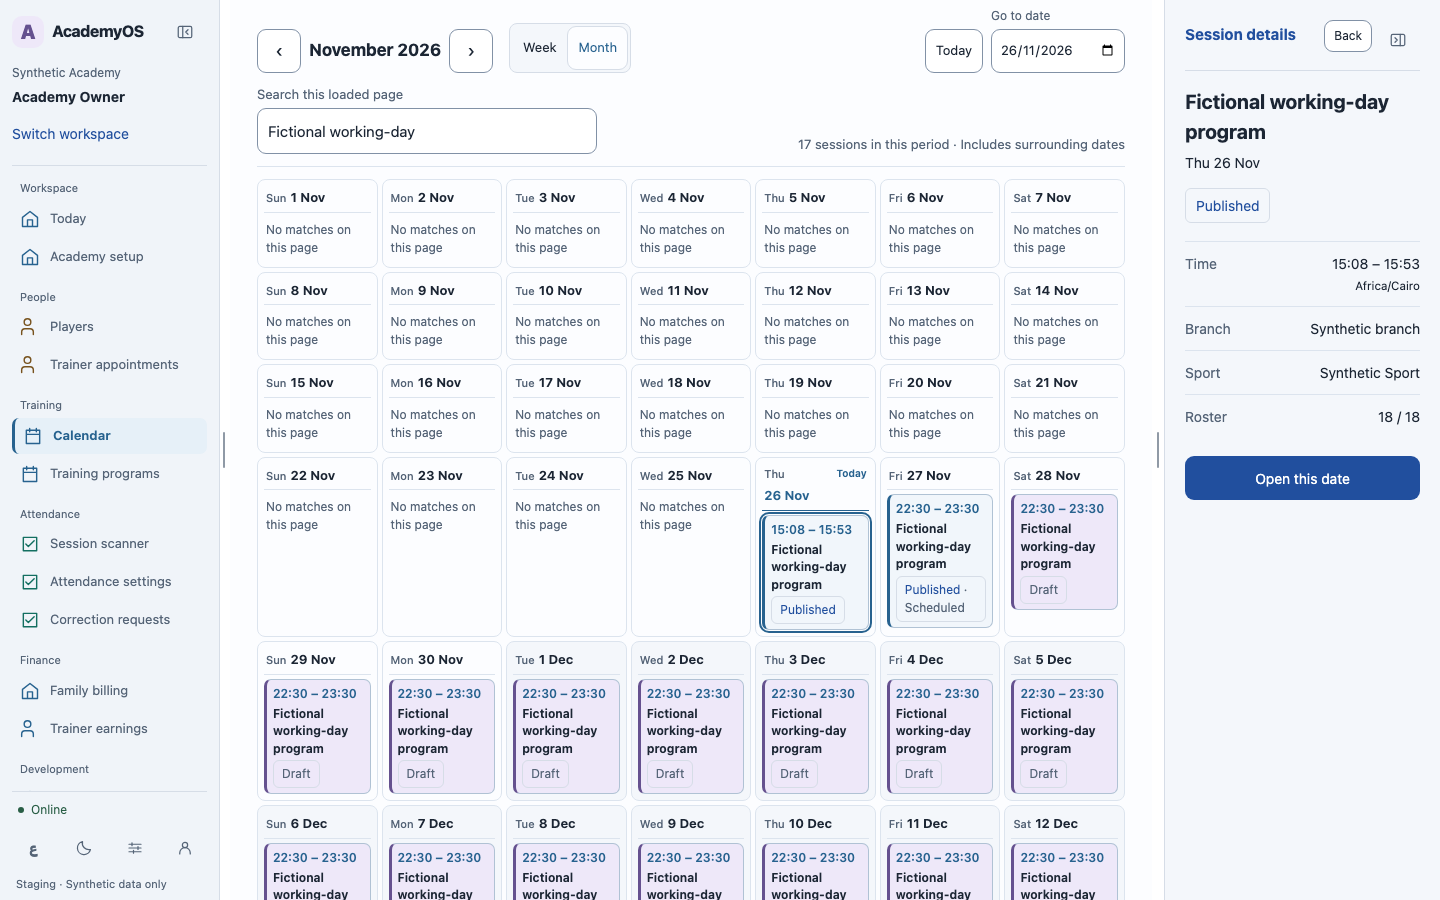 A AcademyOS
Synthetic Academy
Academy Owner
Switch workspace
Workspace
Today
Academy setup
People
Players
Trainer appointments
Training
Calendar
Training programs
Attendance
Session scanner
Attendance settings
Correction requests
Finance
Family billing
Trainer earnings
Development
Online
ع
Staging · Synthetic data only
‹ November 2026 › Week Month
Go to date
Today 26/11/2026
Search this loaded page
Fictional working-day
17 sessions in this period · Includes surrounding dates
Sun 1 Nov
No matches on
this page
Mon 2 Nov
No matches on
this page
Tue 3 Nov
No matches on
this page
Wed 4 Nov
No matches on
this page
Thu 5 Nov
No matches on
this page
Fri 6 Nov
No matches on
this page
Sat 7 Nov
No matches on
this page
Sun 8 Nov
No matches on
this page
Mon 9 Nov
No matches on
this page
Tue 10 Nov
No matches on
this page
Wed 11 Nov
No matches on
this page
Thu 12 Nov
No matches on
this page
Fri 13 Nov
No matches on
this page
Sat 14 Nov
No matches on
this page
Sun 15 Nov
No matches on
this page
Mon 16 Nov
No matches on
this page
Tue 17 Nov
No matches on
this page
Wed 18 Nov
No matches on
this page
Thu 19 Nov
No matches on
this page
Fri 20 Nov
No matches on
this page
Sat 21 Nov
No matches on
this page
Sun 22 Nov
No matches on
this page
Mon 23 Nov
No matches on
this page
Tue 24 Nov
No matches on
this page
Wed 25 Nov
No matches on
this page
Thu Today
26 Nov
15:08 – 15:53
Fictional
working-day
program
Published
Fri 27 Nov
22:30 – 23:30
Fictional
working-day
program
Published ·
Scheduled
Sat 28 Nov
22:30 – 23:30
Fictional
working-day
program
Draft
Sun 29 Nov
22:30 – 23:30
Fictional
working-day
program
Draft
Mon 30 Nov
22:30 – 23:30
Fictional
working-day
program
Draft
Tue 1 Dec
22:30 – 23:30
Fictional
working-day
program
Draft
Wed 2 Dec
22:30 – 23:30
Fictional
working-day
program
Draft
Thu 3 Dec
22:30 – 23:30
Fictional
working-day
program
Draft
Fri 4 Dec
22:30 – 23:30
Fictional
working-day
program
Draft
Sat 5 Dec
22:30 – 23:30
Fictional
working-day
program
Draft
Sun 6 Dec
22:30 – 23:30
Fictional
working-day
Mon 7 Dec
22:30 – 23:30
Fictional
working-day
Tue 8 Dec
22:30 – 23:30
Fictional
working-day
Wed 9 Dec
22:30 – 23:30
Fictional
working-day
Thu 10 Dec
22:30 – 23:30
Fictional
working-day
Fri 11 Dec
22:30 – 23:30
Fictional
working-day
Sat 12 Dec
22:30 – 23:30
Fictional
working-day
Session details Back
Fictional working-day
program
Thu 26 Nov
Published
Time 15:08 – 15:53
Africa/Cairo
Branch Synthetic branch
Sport Synthetic Sport
Roster 18 / 18
Open this date